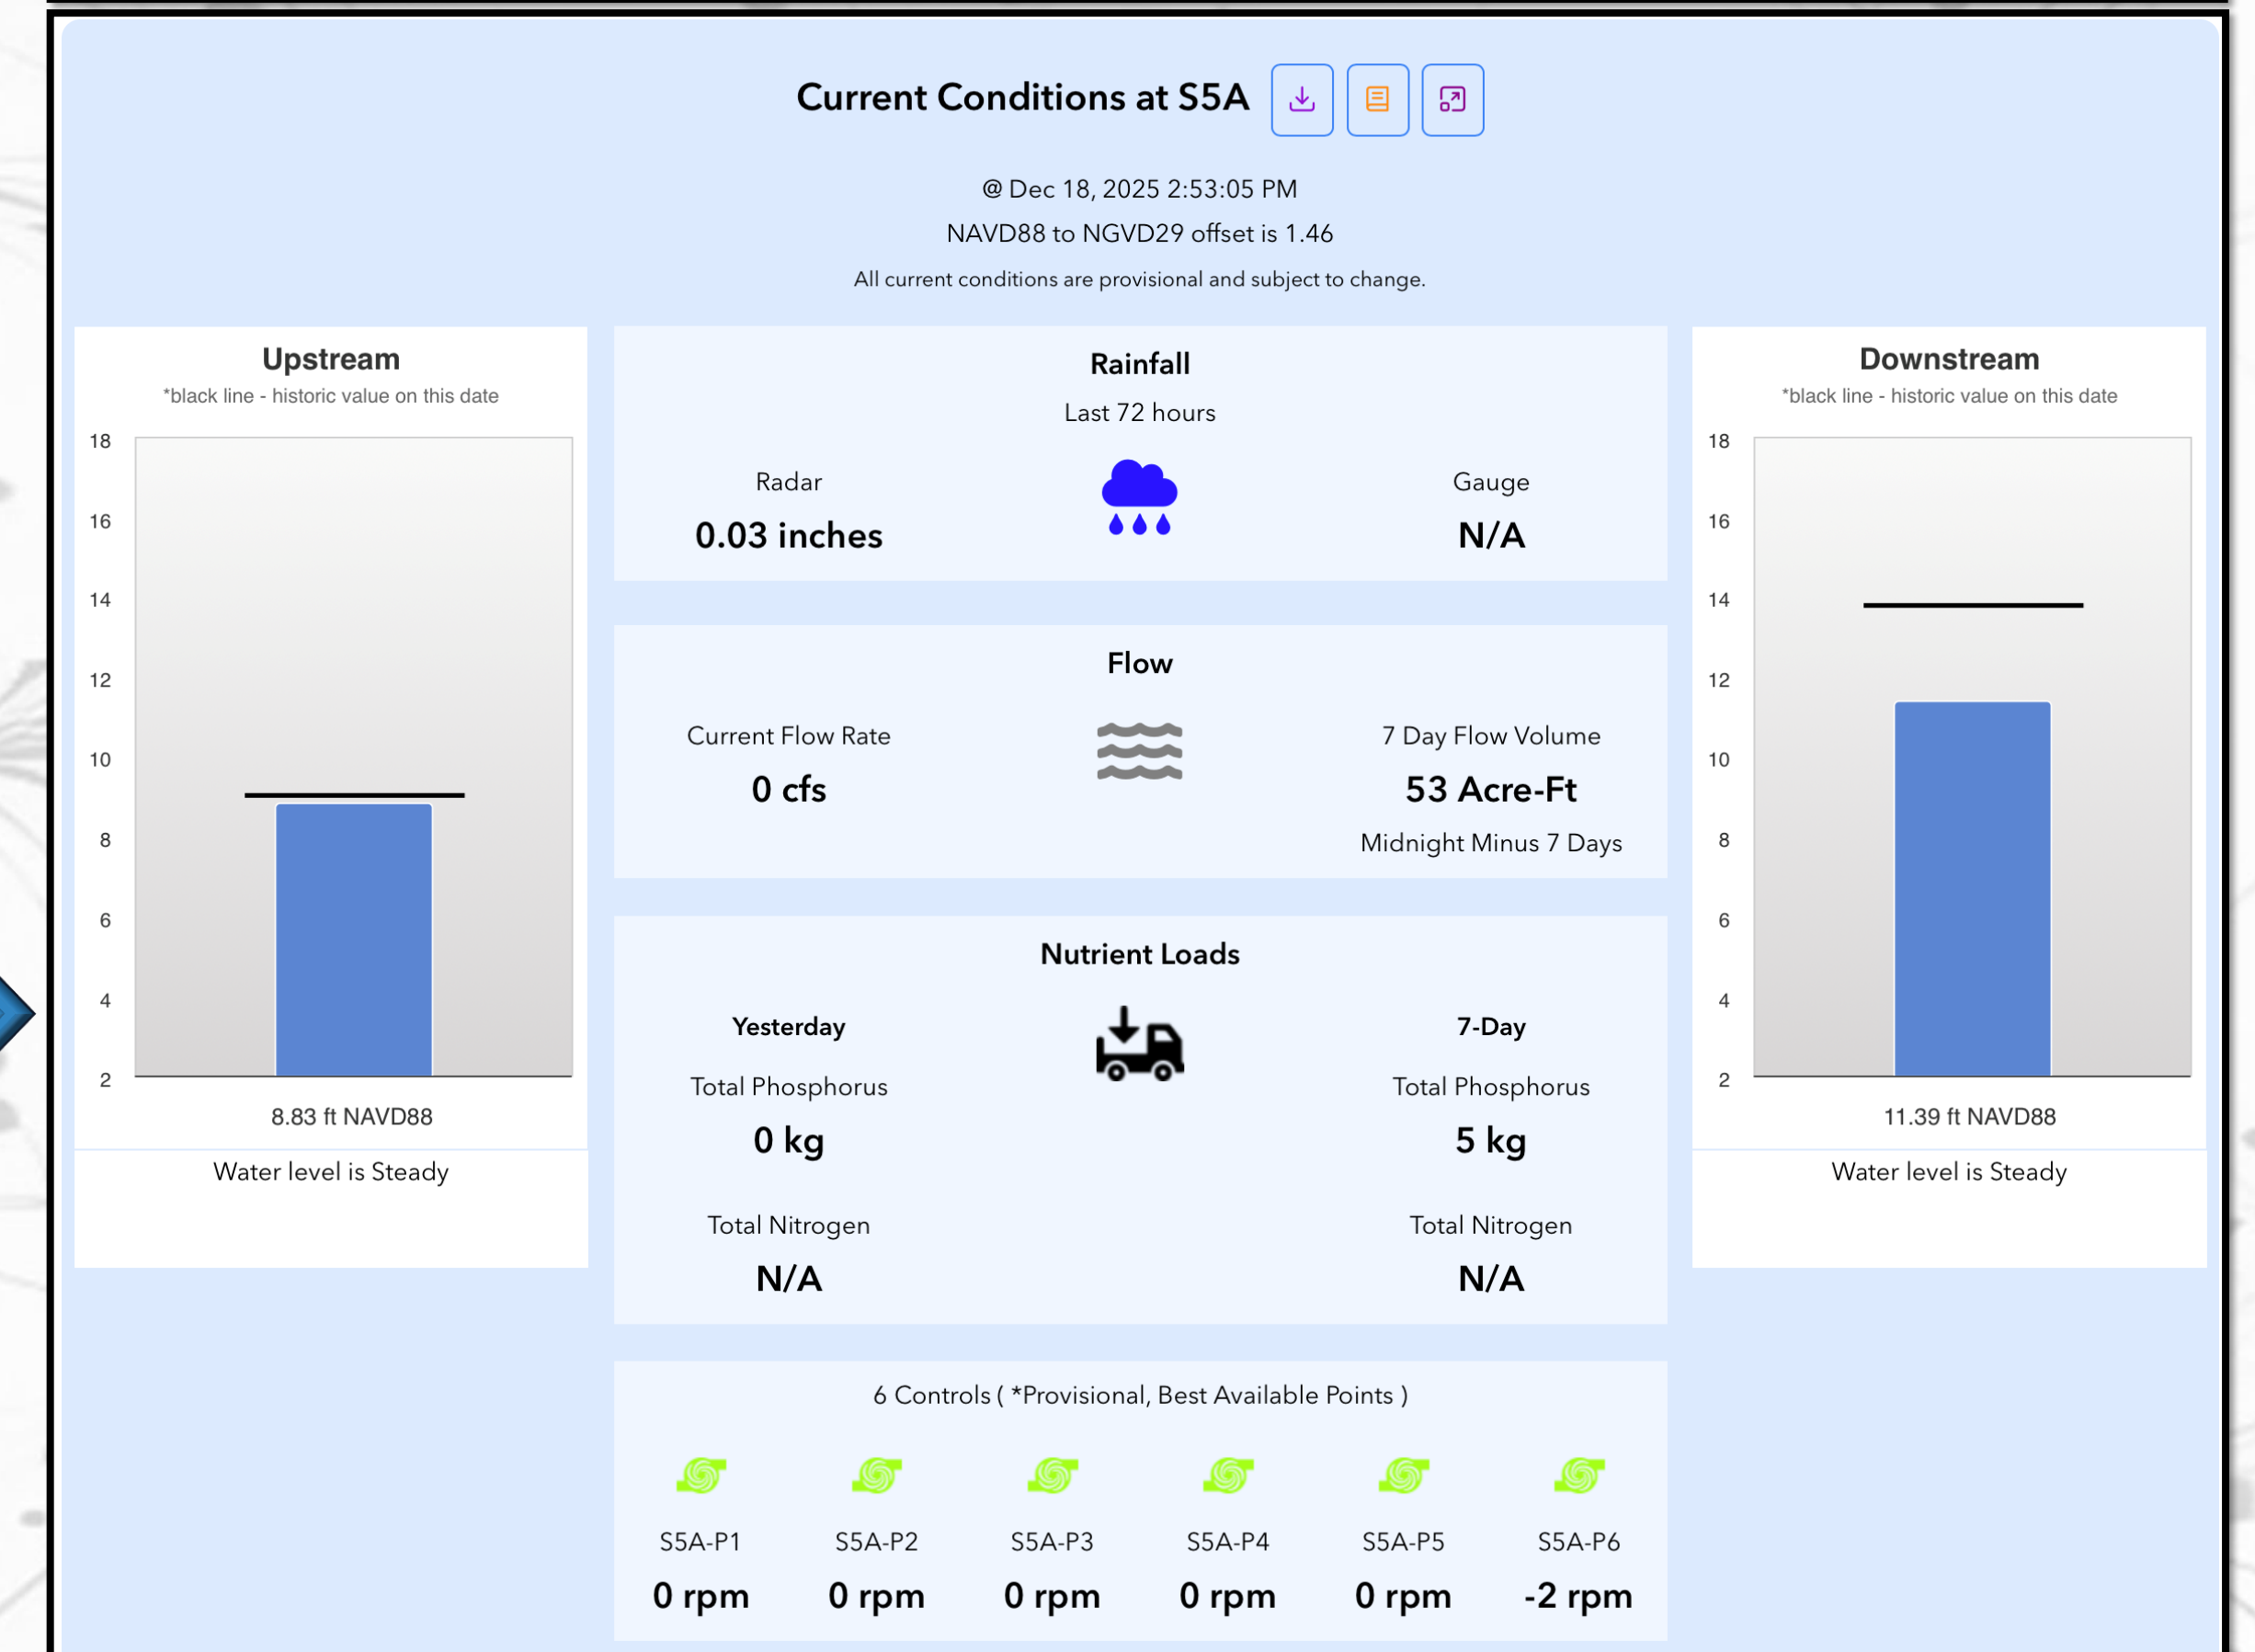 Current Conditions at S5A
@ Dec 18, 2025 2:53:05 PM
NAVD88 to NGVD29 offset is 1.46
All current conditions are provisional and subject to change.
Upstream
*black line - historic value on this date
18
16
14
12
10
8
6
4
2
8.83 ft NAVD88
Water level is Steady
Rainfall
Last 72 hours
Radar
0.03 inches
Gauge
N/A
Flow
Current Flow Rate
0 cfs
7 Day Flow Volume
53 Acre-Ft
Midnight Minus 7 Days
Nutrient Loads
Yesterday
Total Phosphorus
0 kg
Total Nitrogen
N/A
7-Day
Total Phosphorus
5 kg
Total Nitrogen
N/A
6 Controls ( *Provisional, Best Available Points )
S5A-P1
0 rpm
S5A-P2
0 rpm
S5A-P3
0 rpm
S5A-P4
0 rpm
S5A-P5
0 rpm
S5A-P6
-2 rpm
Downstream
*black line - historic value on this date
18
16
14
12
10
8
6
4
2
11.39 ft NAVD88
Water level is Steady